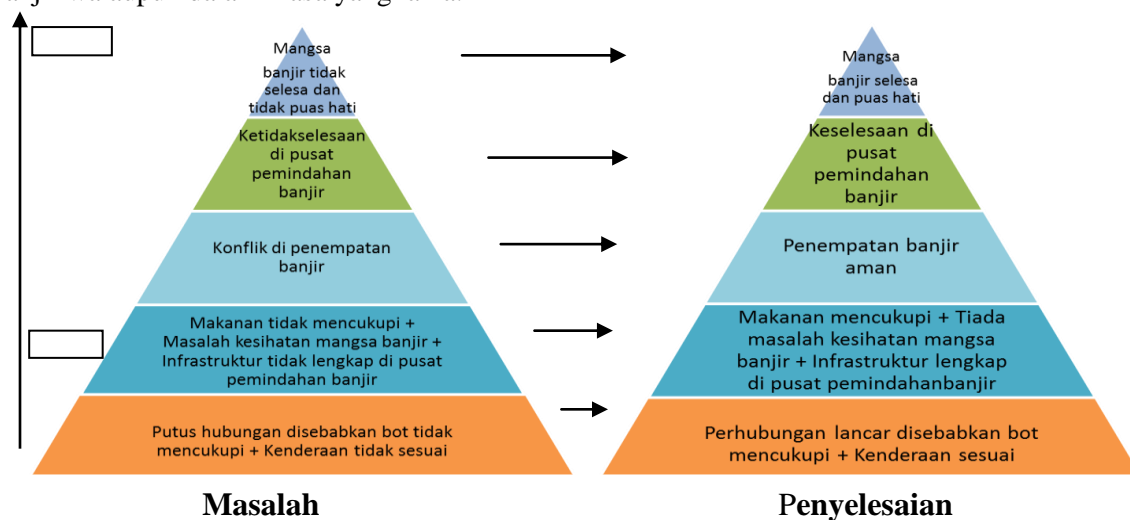 Mangsa
banjir tidak
selesa dan
tidak puas hati
Ketidakselesaan
di pusat
pemindahan
banjir
Konflik di penempatan
banjir
Makanan tidak mencukupi +
Masalah kesihatan mangsa banjir +
Infrastruktur tidak lengkap di pusat
pemindahan banjir
Putus hubungan disebabkan bot tidak
mencukupi + Kenderaan tidak sesuai
Masalah
Mangsa
banjir selesa
dan puas hati
Keselesaan di
pusat
pemindahan
banjir
Penempatan banjir
aman
Makanan mencukupi + Tiada
masalah kesihatan mangsa
banjir + Infrastruktur lengkap
di pusat pemindahanbanjir
Perhubungan lancar disebabkan bot
mencukupi + Kenderaan sesuai
Penyelesaian